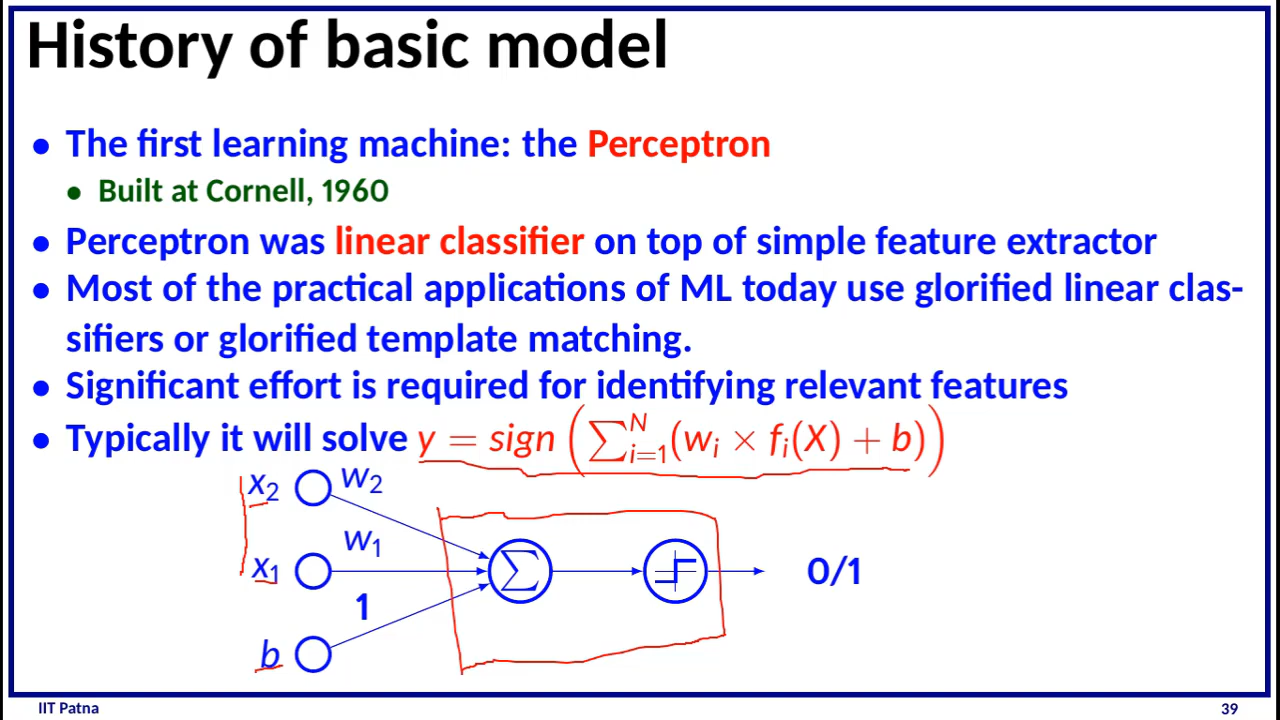 History of basic model
• The first learning machine: the Perceptron
• Built at Cornell, 1960
• Perceptron was linear classifier on top of simple feature extractor
• Most of the practical applications of ML today use glorified linear clas-
sifiers or glorified template matching.
• Significant effort is required for identifying relevant features
• Typically it will solve y = sign (∑_{i=1}^{N}(w_i × f_i(X) + b))
x₂ w₂
w₁
x₁ ∑ 0/1
1
b
IIT Patna 39